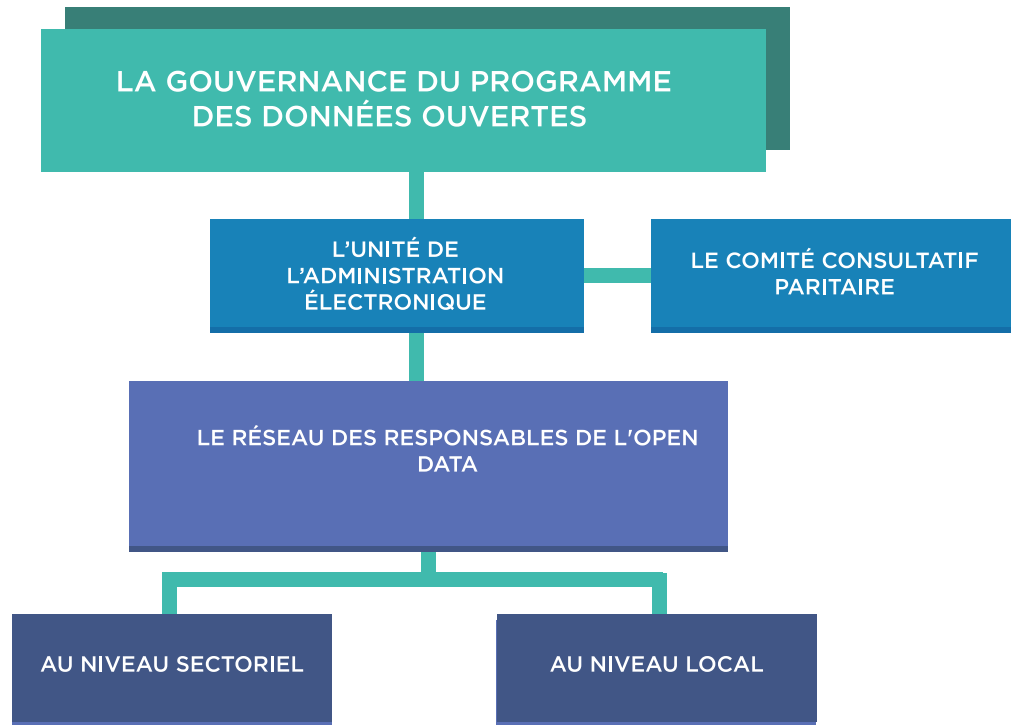 LA GOUVERNANCE DU PROGRAMME
DES DONNÉES OUVERTES
L’UNITÉ DE
L’ADMINISTRATION
ÉLECTRONIQUE
LE COMITÉ CONSULTATIF
PARITAIRE
LE RÉSEAU DES RESPONSABLES DE L'OPEN
DATA
AU NIVEAU SECTORIEL
AU NIVEAU LOCAL